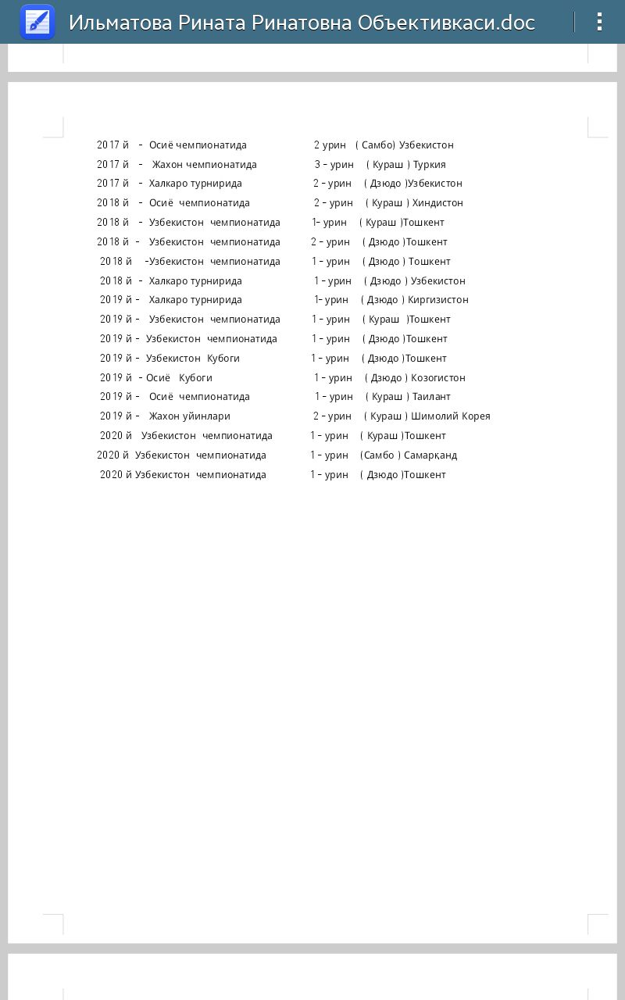 Ильматова Рината Ринатовна Объективкаси.doc
2017 й - Осиё чемпионатида 2 урин ( Самбо) Узбекистон
2017 й - Жахон чемпионатида 3 - урин ( Кураш ) Туркия
2017 й - Халкаро турнирида 2 - урин ( Дзюдо )Узбекистон
2018 й - Осиё чемпионатида 2 - урин ( Кураш ) Хиндистон
2018 й - Узбекистон чемпионатида 1- урин ( Кураш )Тошкент
2018 й - Узбекистон чемпионатида 2 - урин ( Дзюдо )Тошкент
2018 й -Узбекистон чемпионатида 1 - урин ( Дзюдо ) Тошкент
2018 й - Халкаро турнирида 1 - урин ( Дзюдо ) Узбекистон
2019 й - Халкаро турнирида 1- урин ( Дзюдо ) Киргизистон
2019 й - Узбекистон чемпионатида 1 - урин ( Кураш )Тошкент
2019 й - Узбекистон чемпионатида 1 - урин ( Дзюдо )Тошкент
2019 й - Узбекистон Кубоги 1 - урин ( Дзюдо )Тошкент
2019 й - Осиё Кубоги 1 - урин ( Дзюдо ) Козогистон
2019 й - Осиё чемпионатида 1 - урин ( Кураш ) Таилант
2019 й - Жахон уйинлари 2 - урин ( Кураш ) Шимолий Корея
2020 й Узбекистон чемпионатида 1 - урин ( Кураш )Тошкент
2020 й Узбекистон чемпионатида 1 - урин (Самбо ) Самарқанд
2020 й Узбекистон чемпионатида 1 - урин ( Дзюдо )Тошкент